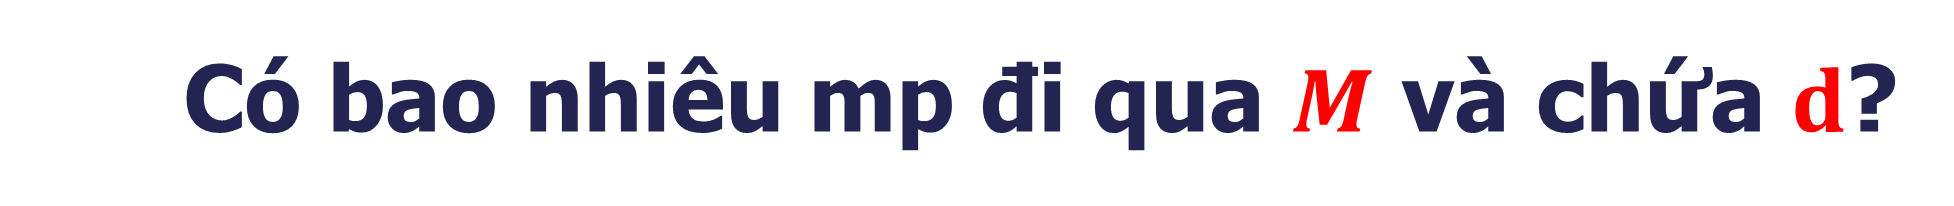 Có bao nhiêu mp đi qua M và chứa d?